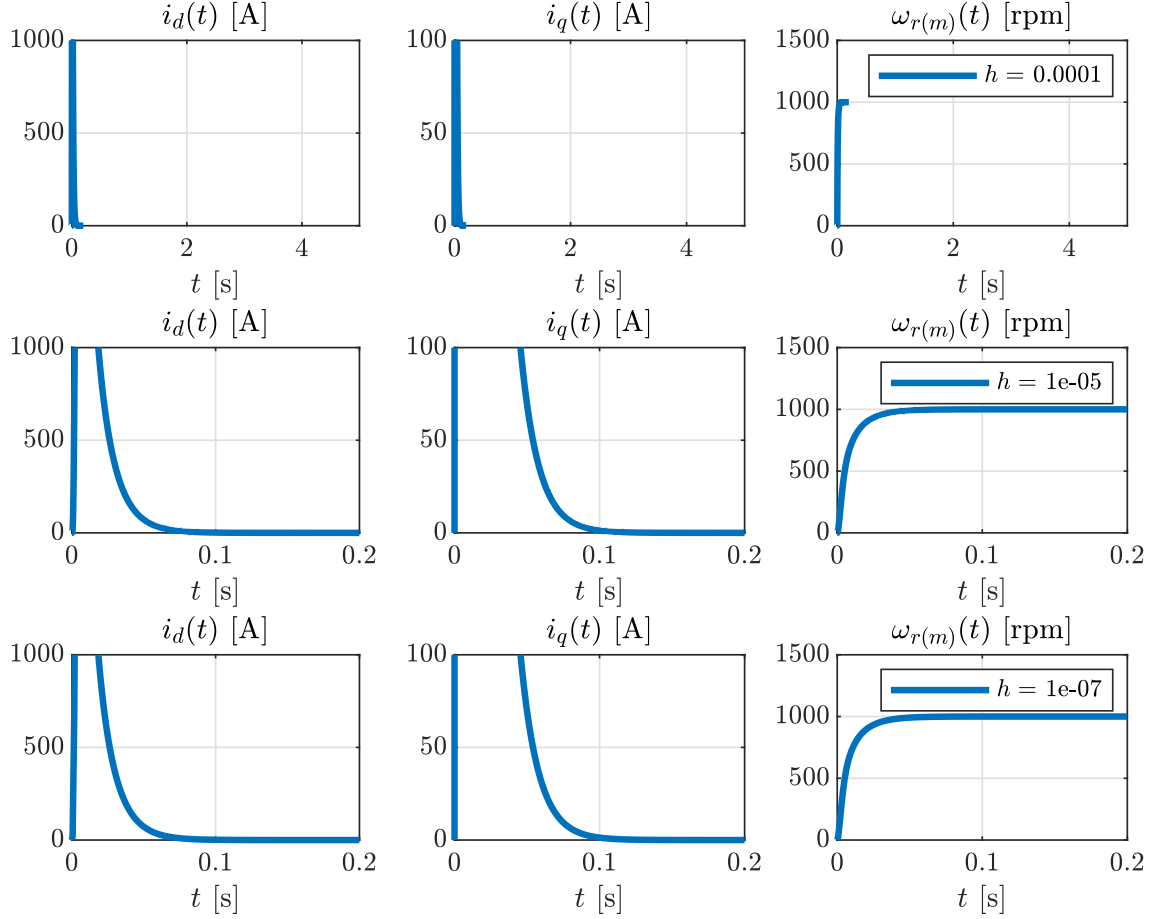 i_d(t) [A] i_q(t) [A] ω_{r(m)}(t) [rpm]
1000 100 1500
h = 0.0001
1000
500 50 500
0 0 0
0 2 4 0 2 4 0 2 4
t [s] t [s] t [s]
i_d(t) [A] i_q(t) [A] ω_{r(m)}(t) [rpm]
1000 100 1500
h = 1e-05
1000
500 50 500
0 0 0
0 0.1 0.2 0 0.1 0.2 0 0.1 0.2
t [s] t [s] t [s]
i_d(t) [A] i_q(t) [A] ω_{r(m)}(t) [rpm]
1000 100 1500
h = 1e-07
1000
500 50 500
0 0 0
0 0.1 0.2 0 0.1 0.2 0 0.1 0.2
t [s] t [s] t [s]